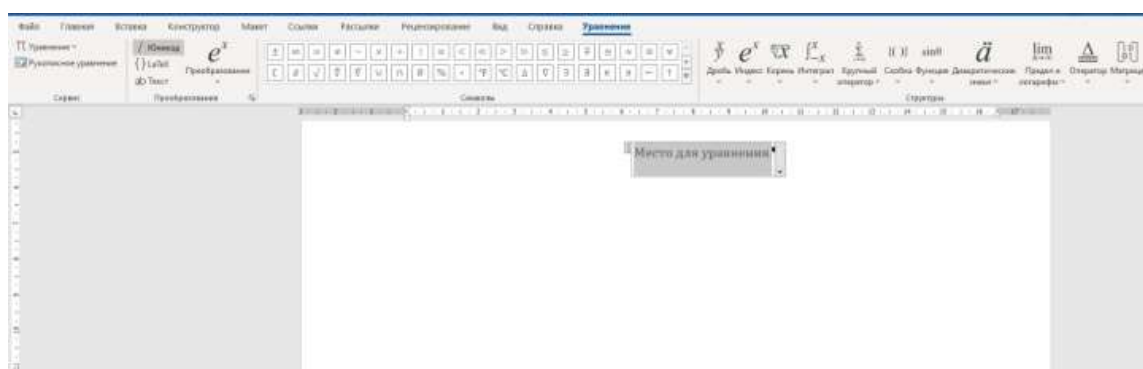 Файл Главная Вставка Конструктор Макет Ссылки Рассылки Рецензирование Вид Справка Уравнение
Уравнение Юникод
Рукописное уравнение {} LaTeX Преобразование
ab Текст
Дробь Индекс Корень Интеграл Крупный оператор Скобка Функция Диакритические знаки Предел и логарифм Оператор Матрица
Сервис Преобразования Символы Структуры
Место для уравнения